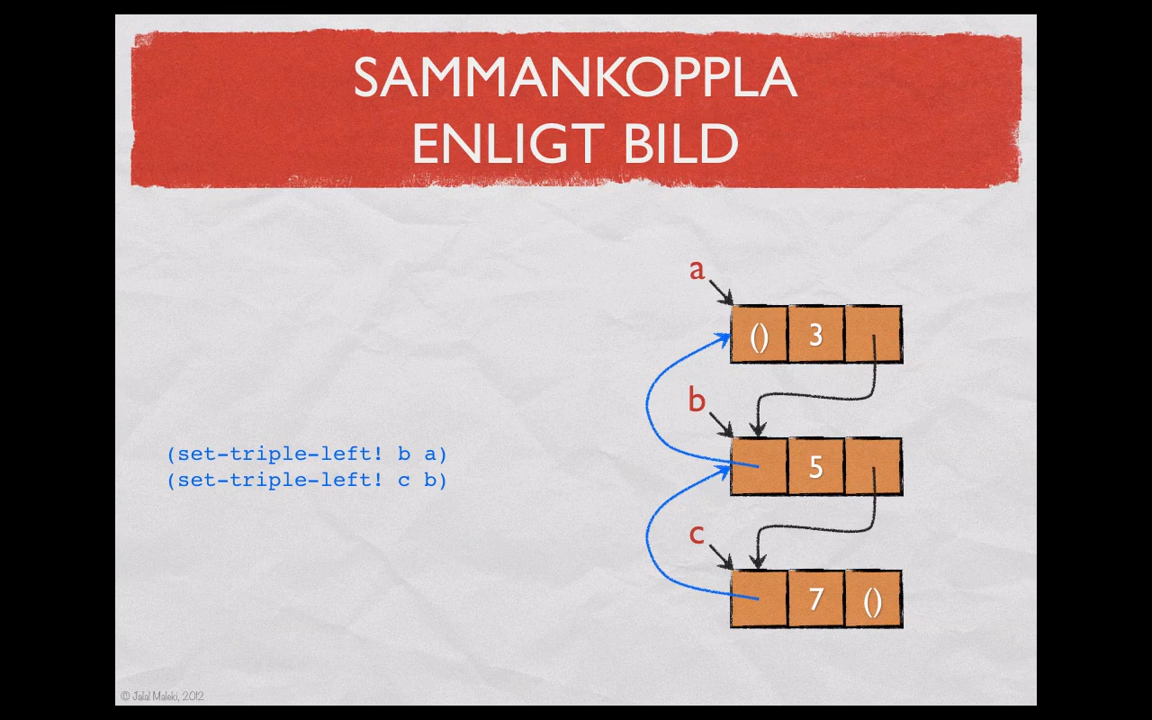 SAMMANKOPPLA
ENLIGT BILD
a
() 3
b
(set-triple-left! b a)
(set-triple-left! c b)
5
c
7 ()
© Jalal Maleki, 2012